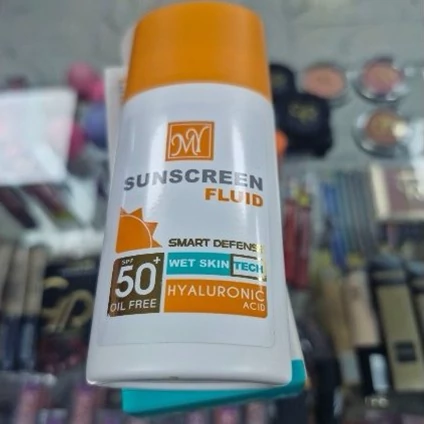 MY
SUNSCREEN
FLUID
SMART DEFENSE
WET SKIN TECH
SPF
50+
OIL FREE
HYALURONIC
ACID